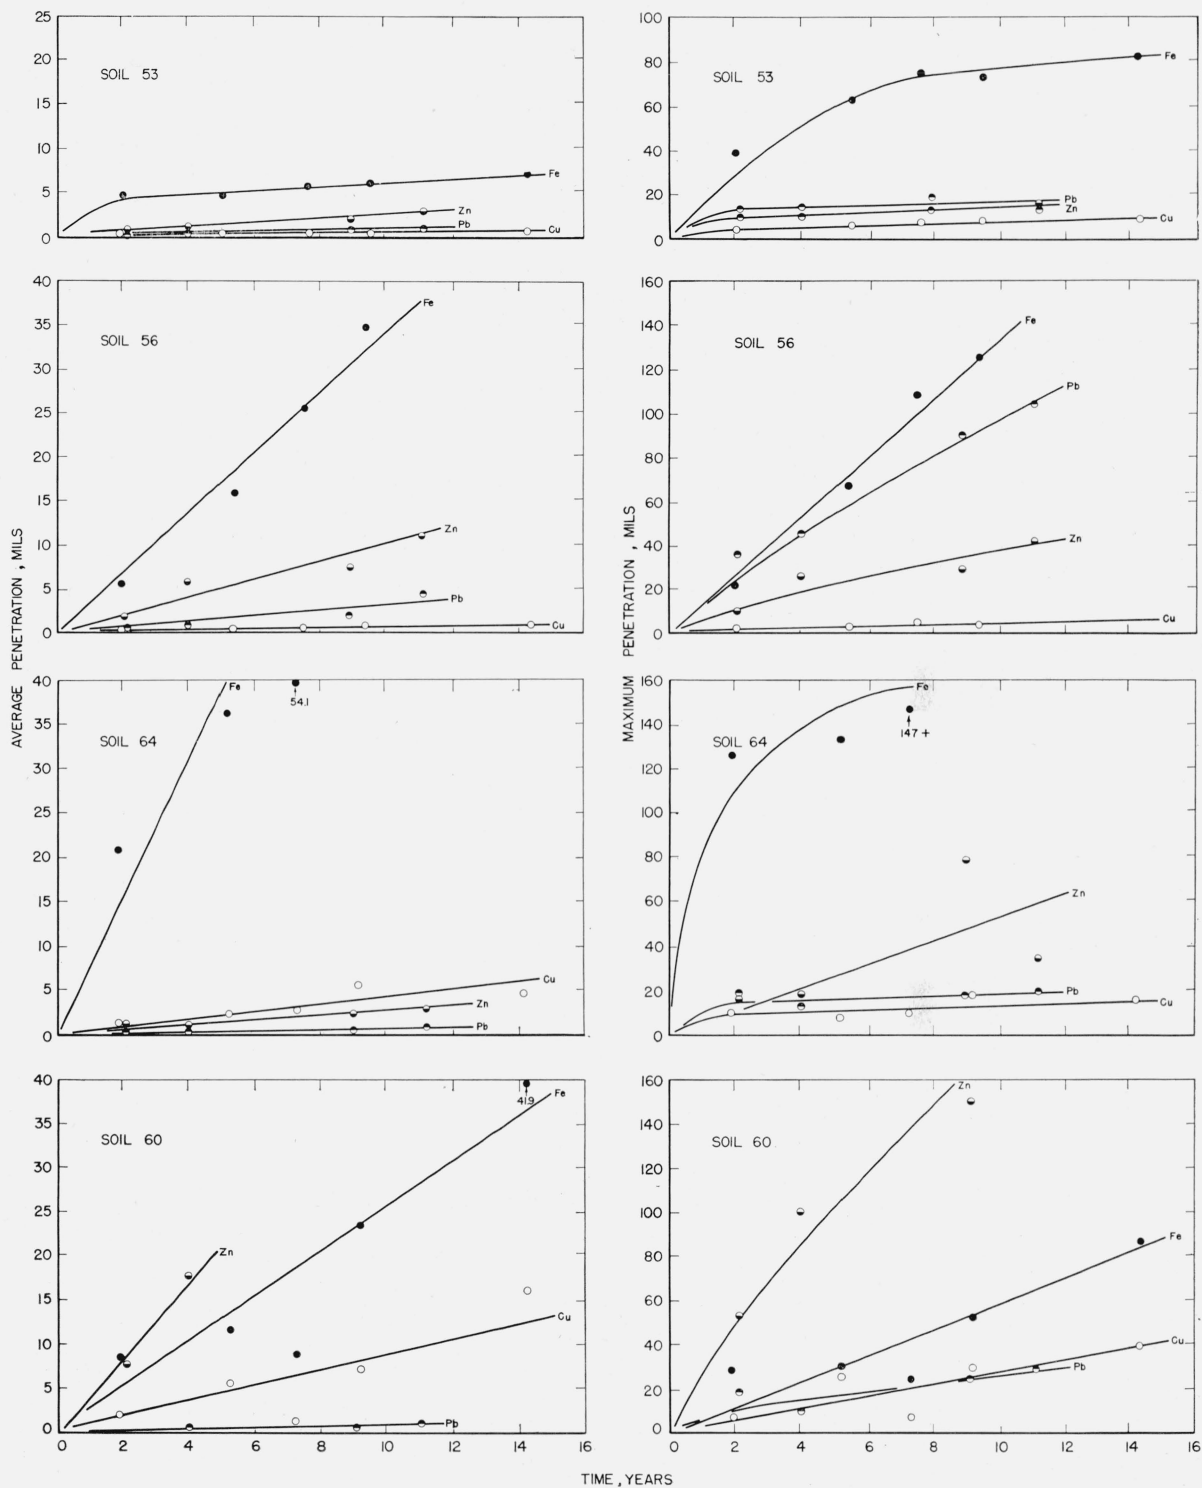 25
20
15
10
5
0
SOIL 53
Fe
Zn
Pb
Cu
100
80
60
40
20
0
SOIL 53
Fe
Pb
Zn
Cu
40
35
30
25
20
15
10
5
0
SOIL 56
Fe
Zn
Pb
Cu
160
140
120
100
80
60
40
20
0
SOIL 56
Fe
Pb
Zn
Cu
AVERAGE PENETRATION, MILS
MAXIMUM PENETRATION, MILS
40
35
30
25
20
15
10
5
0
SOIL 64
Fe
54.1
Cu
Zn
Pb
160
140
120
100
80
60
40
20
0
SOIL 64
Fe
147+
Zn
Pb
Cu
40
35
30
25
20
15
10
5
0
SOIL 60
Zn
41.9
Fe
Cu
Pb
0 2 4 6 8 10 12 14 16
160
140
120
100
80
60
40
20
0
SOIL 60
Zn
Fe
Cu
Pb
0 2 4 6 8 10 12 14 16
TIME, YEARS